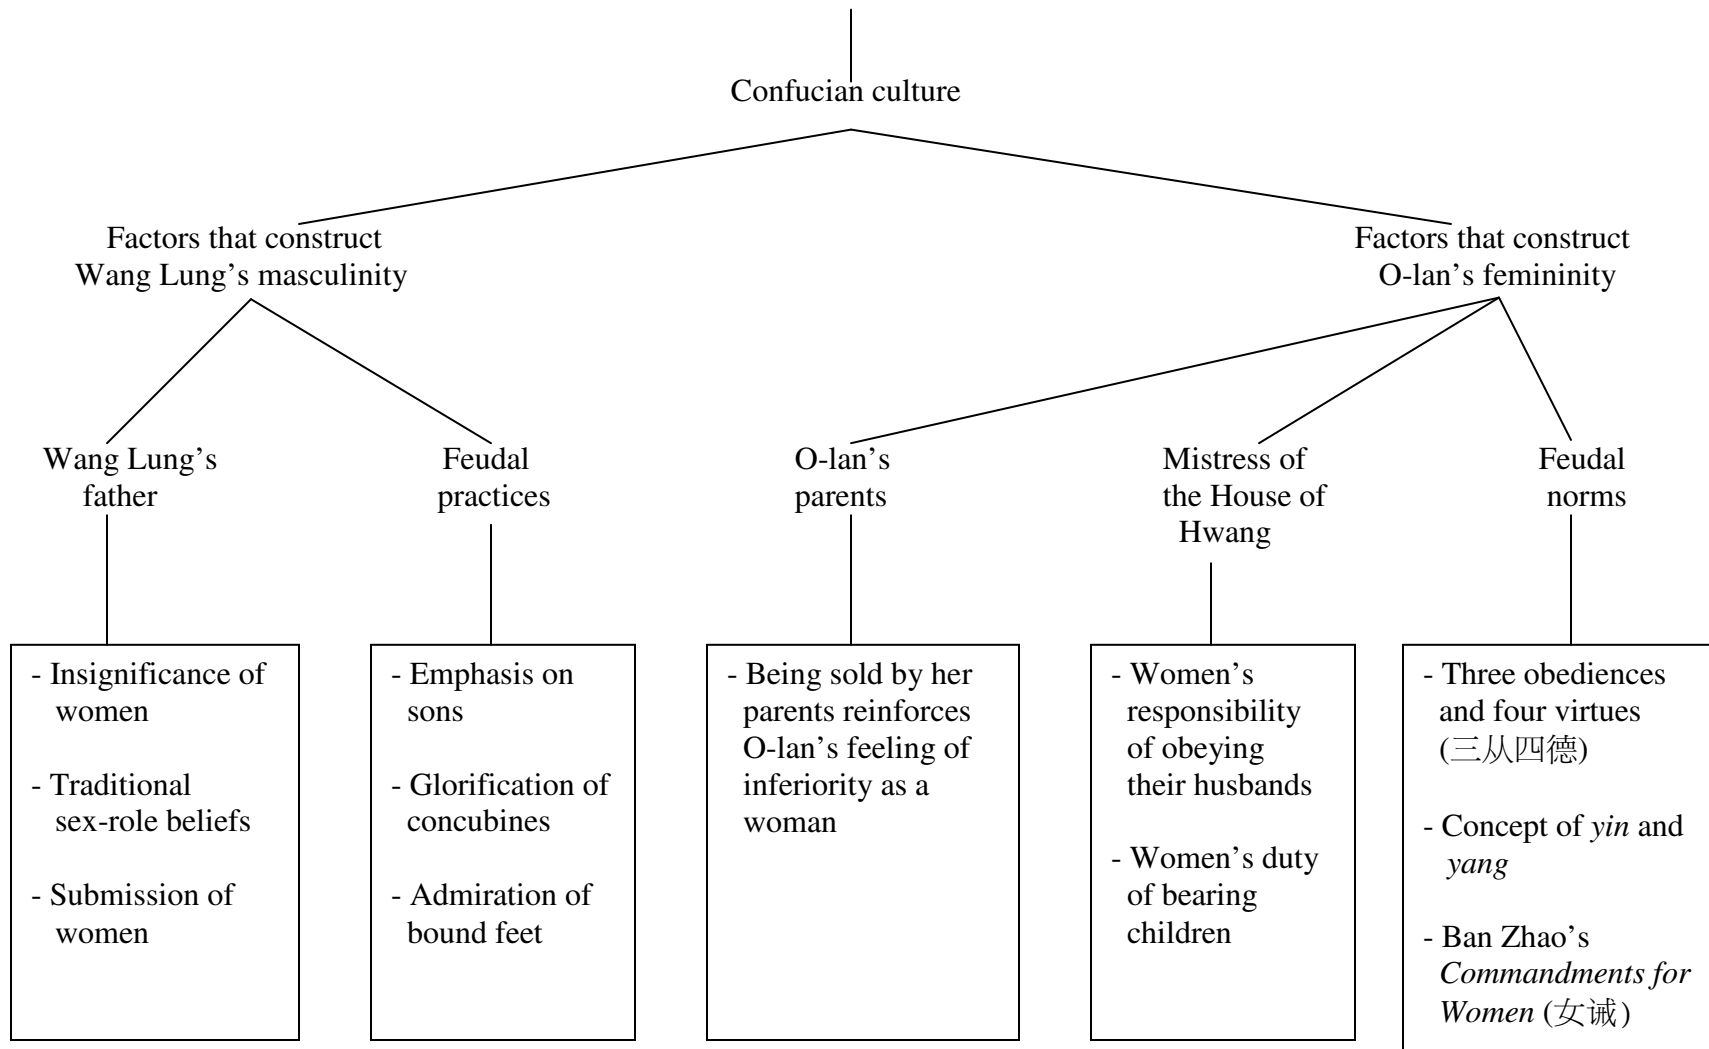 Confucian culture
Factors that construct
Wang Lung’s masculinity
Factors that construct
O-lan’s femininity
Wang Lung’s
father
Feudal
practices
O-lan’s
parents
Mistress of
the House of
Hwang
Feudal
norms
- Insignificance of
women
- Traditional
sex-role beliefs
- Submission of
women
- Emphasis on
sons
- Glorification of
concubines
- Admiration of
bound feet
- Being sold by her
parents reinforces
O-lan’s feeling of
inferiority as a
woman
- Women’s
responsibility
of obeying
their husbands
- Women’s duty
of bearing
children
- Three obediences
and four virtues
(三从四德)
- Concept of yin and
yang
- Ban Zhao’s
Commandments for
Women (女诫)